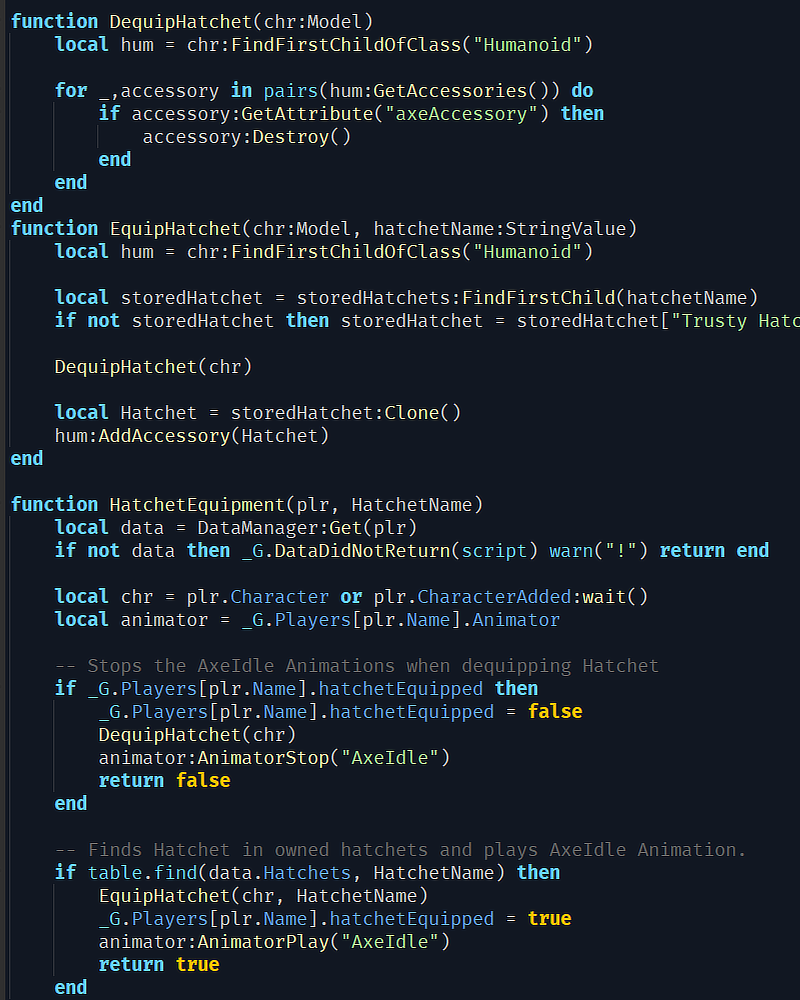 function DequipHatchet(chr:Model)
    local hum = chr:FindFirstChildOfClass("Humanoid")

    for _,accessory in pairs(hum:GetAccessories()) do
        if accessory:GetAttribute("axeAccessory") then
            accessory:Destroy()
        end
    end
end
function EquipHatchet(chr:Model, hatchetName:StringValue)
    local hum = chr:FindFirstChildOfClass("Humanoid")

    local storedHatchet = storedHatchets:FindFirstChild(hatchetName)
    if not storedHatchet then storedHatchet = storedHatchet["Trusty Hatc

    DequipHatchet(chr)

    local Hatchet = storedHatchet:Clone()
    hum:AddAccessory(Hatchet)
end

function HatchetEquipment(plr, HatchetName)
    local data = DataManager:Get(plr)
    if not data then _G.DataDidNotReturn(script) warn("!") return end

    local chr = plr.Character or plr.CharacterAdded:wait()
    local animator = _G.Players[plr.Name].Animator

    -- Stops the AxeIdle Animations when dequipping Hatchet
    if _G.Players[plr.Name].hatchetEquipped then
        _G.Players[plr.Name].hatchetEquipped = false
        DequipHatchet(chr)
        animator:AnimatorStop("AxeIdle")
        return false
    end

    -- Finds Hatchet in owned hatchets and plays AxeIdle Animation.
    if table.find(data.Hatchets, HatchetName) then
        EquipHatchet(chr, HatchetName)
        _G.Players[plr.Name].hatchetEquipped = true
        animator:AnimatorPlay("AxeIdle")
        return true
    end